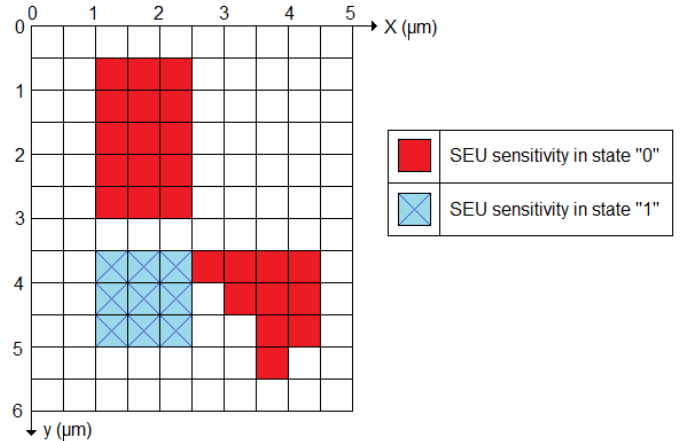 0 1 2 3 4 5 X (µm)
0
1
2
3
4
5
6
y (µm)
SEU sensitivity in state "0"
SEU sensitivity in state "1"